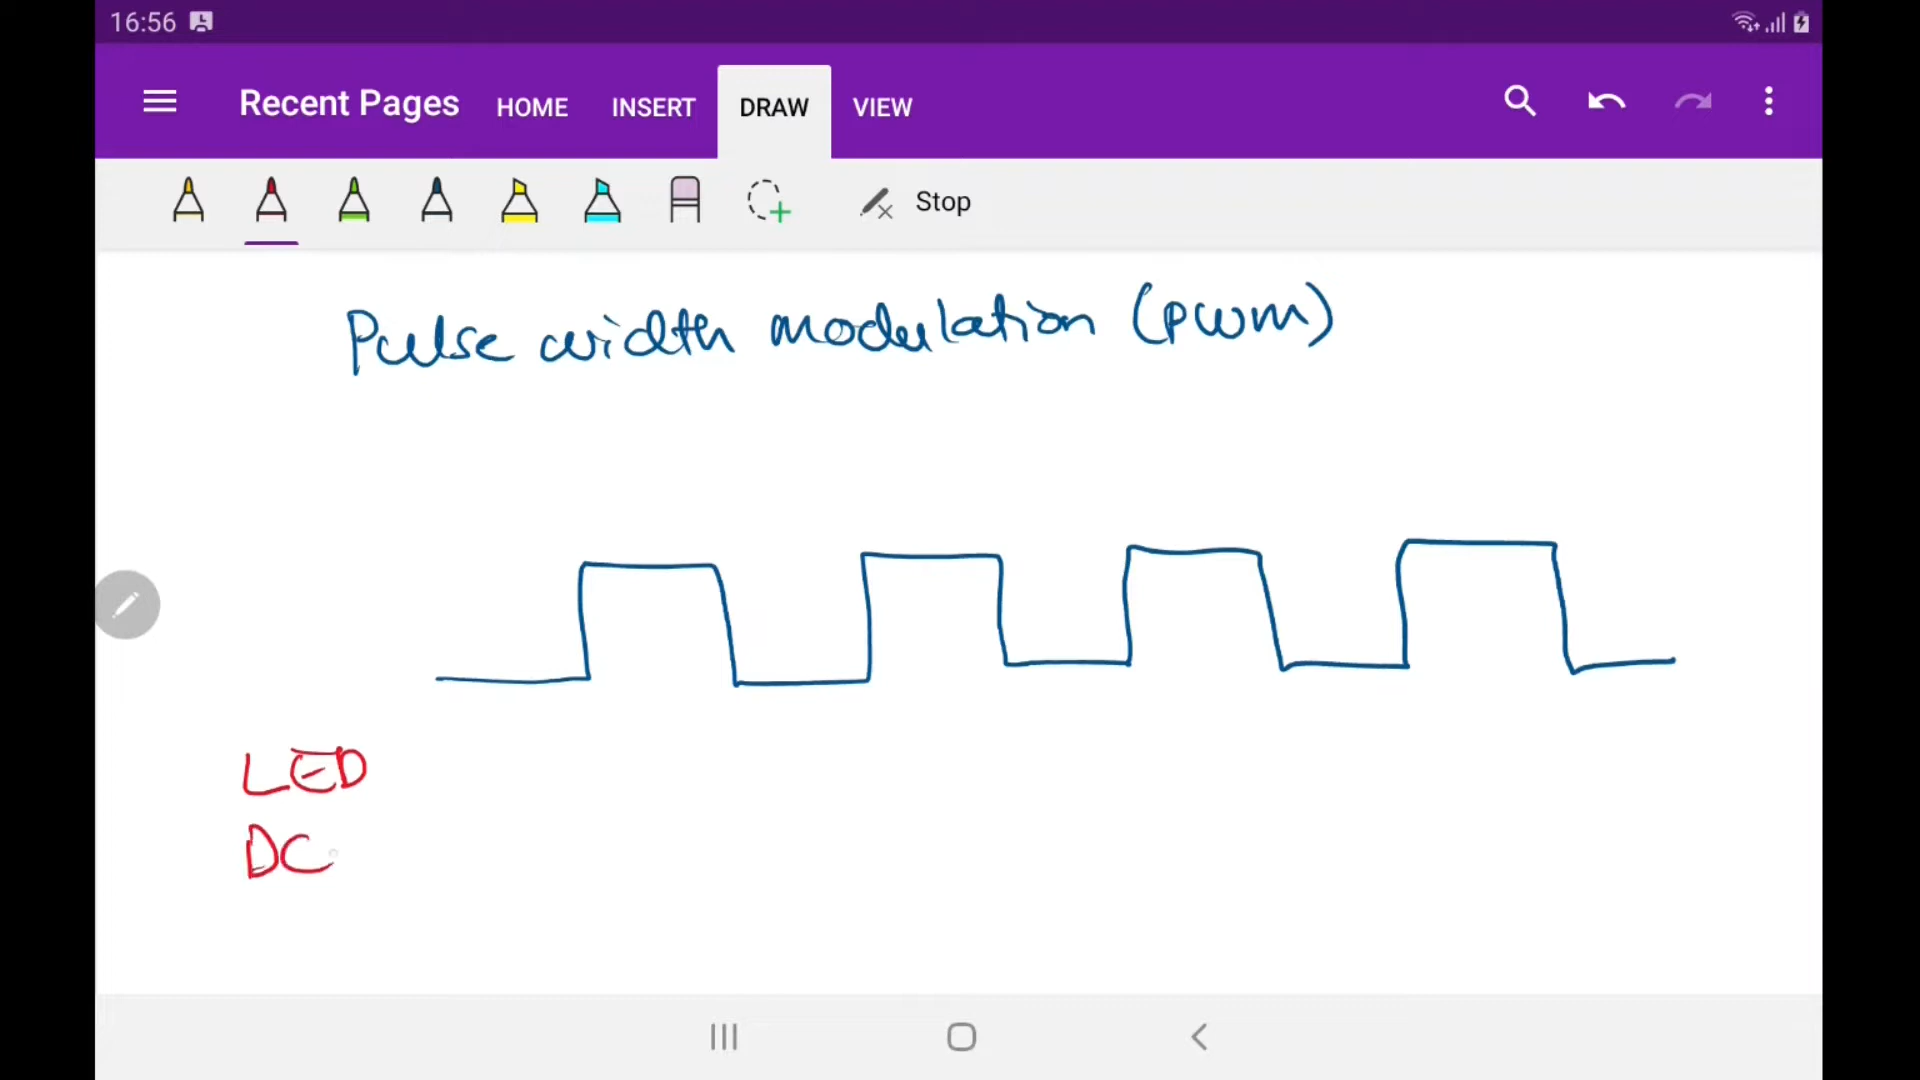 16:56
Recent Pages HOME INSERT DRAW VIEW
Stop
Pulse width modulation (PWM)
LED
DC